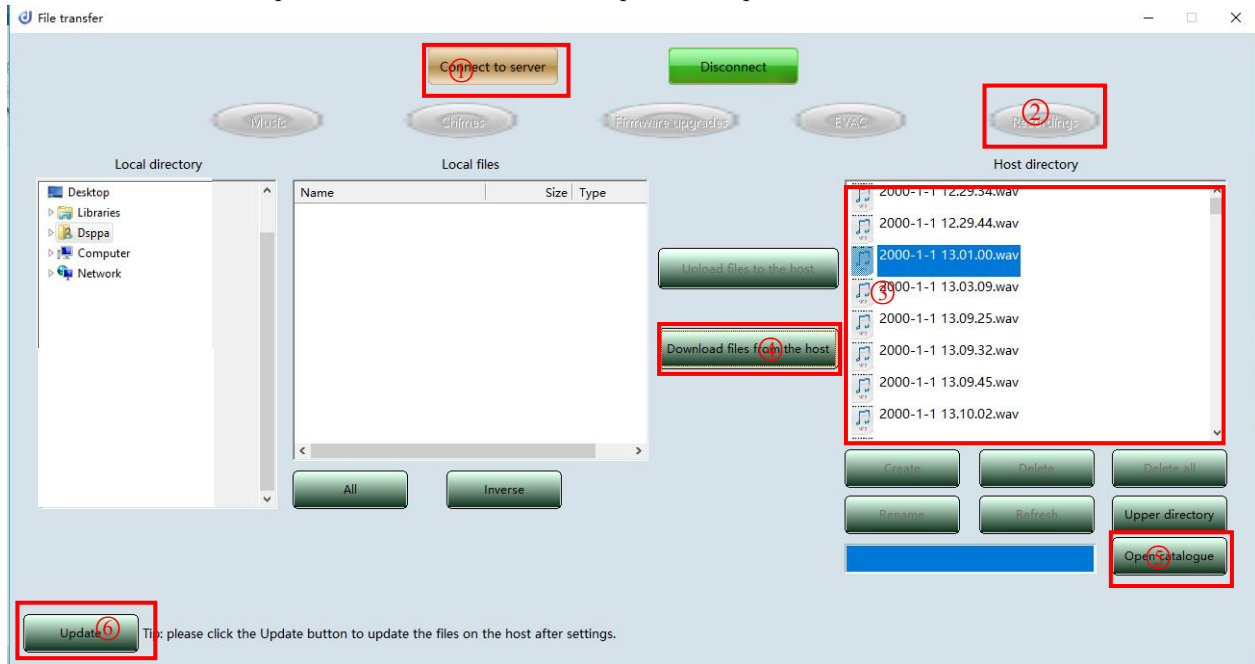 File transfer
① Connect to server
Disconnect
Music
Chimes
Firmware upgrades
EVAC
② Recordings
Local directory
Local files
Host directory
Desktop
Libraries
Dsppa
Computer
Network
Name Size Type
2000-1-1 12.29.34.wav
2000-1-1 12.29.44.wav
2000-1-1 13.01.00.wav
③ 2000-1-1 13.03.09.wav
2000-1-1 13.09.25.wav
2000-1-1 13.09.32.wav
2000-1-1 13.09.45.wav
2000-1-1 13.10.02.wav
Upload files to the host
④ Download files from the host
All
Inverse
Create
Delete
Delete all
Rename
Refresh
Upper directory
⑤ Open catalogue
⑥ Update
Tip: please click the Update button to update the files on the host after settings.